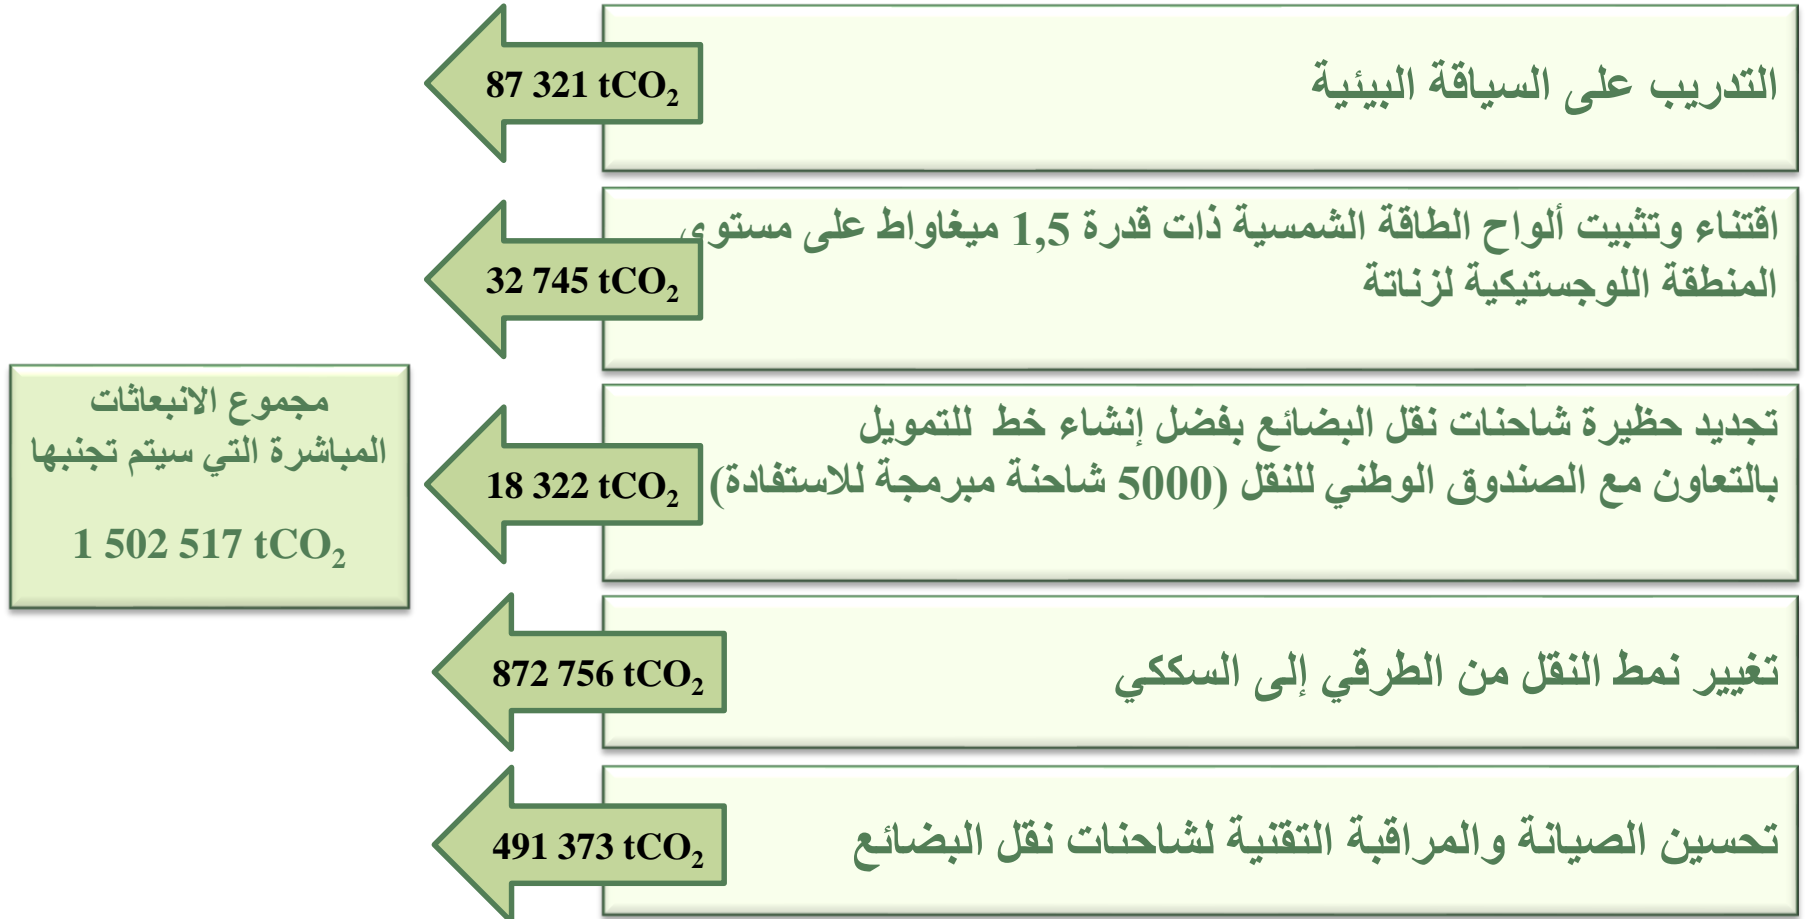 التدريب على السياقة البيئية
87 321 tCO₂
اقتناء وتثبيت ألواح الطاقة الشمسية ذات قدرة 1,5 ميغاواط على مستوى
المنطقة اللوجستيكية لزناتة
32 745 tCO₂
تجديد حظيرة شاحنات نقل البضائع بفضل إنشاء خط للتمويل
بالتعاون مع الصندوق الوطني للنقل (5000 شاحنة مبرمجة للاستفادة)
18 322 tCO₂
تغيير نمط النقل من الطرقي إلى السككي
872 756 tCO₂
تحسين الصيانة والمراقبة التقنية لشاحنات نقل البضائع
491 373 tCO₂
مجموع الانبعاثات
المباشرة التي سيتم تجنبها
1 502 517 tCO₂